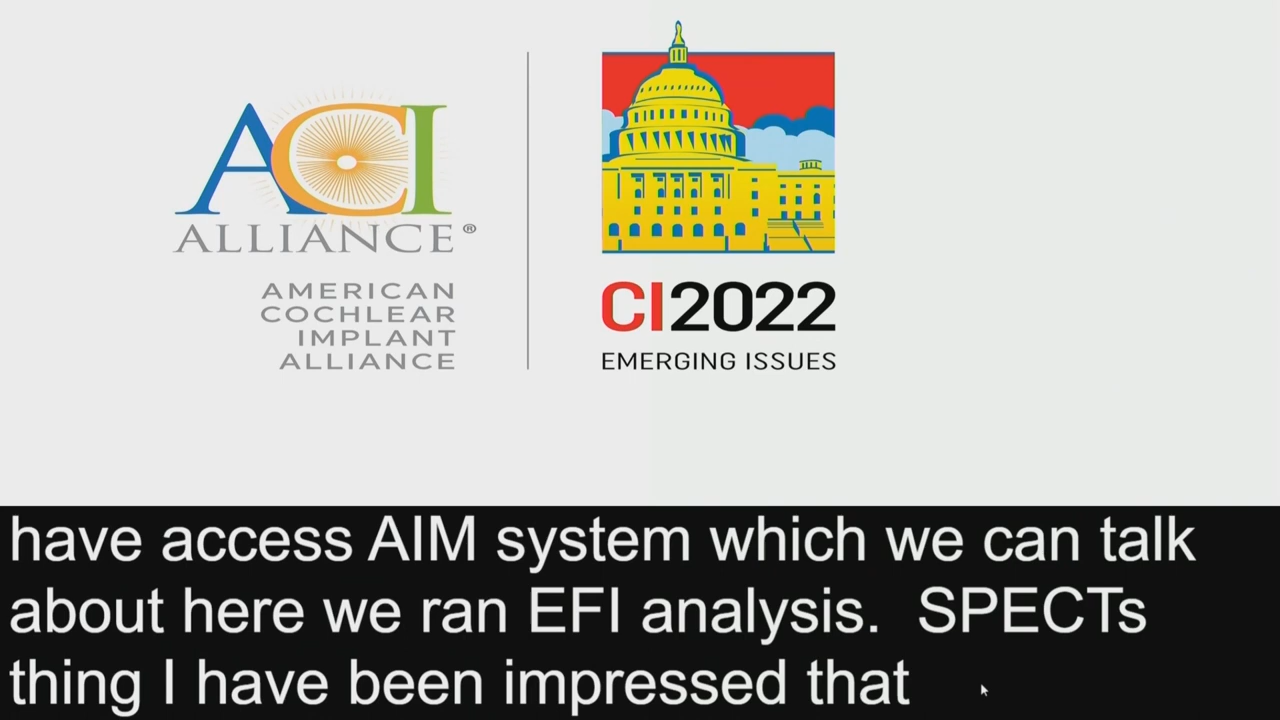 ACI
ALLIANCE®
AMERICAN
COCHLEAR
IMPLANT
ALLIANCE
CI2022
EMERGING ISSUES
have access AIM system which we can talk
about here we ran EFI analysis.  SPECTs
thing I have been impressed that